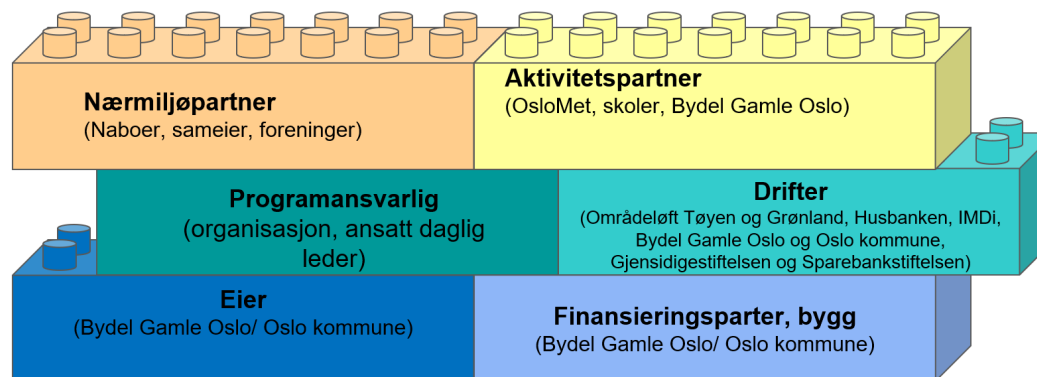 Nærmiljøpartner
(Naboer, sameier, foreninger)
Aktivitetspartner
(OsloMet, skoler, Bydel Gamle Oslo)
Programansvarlig
(organisasjon, ansatt daglig
leder)
Drifter
(Områdeløft Tøyen og Grønland, Husbanken, IMDi,
Bydel Gamle Oslo og Oslo kommune,
Gjensidigestiftelsen og Sparebankstiftelsen)
Eier
(Bydel Gamle Oslo/ Oslo kommune)
Finansieringsparter, bygg
(Bydel Gamle Oslo/ Oslo kommune)